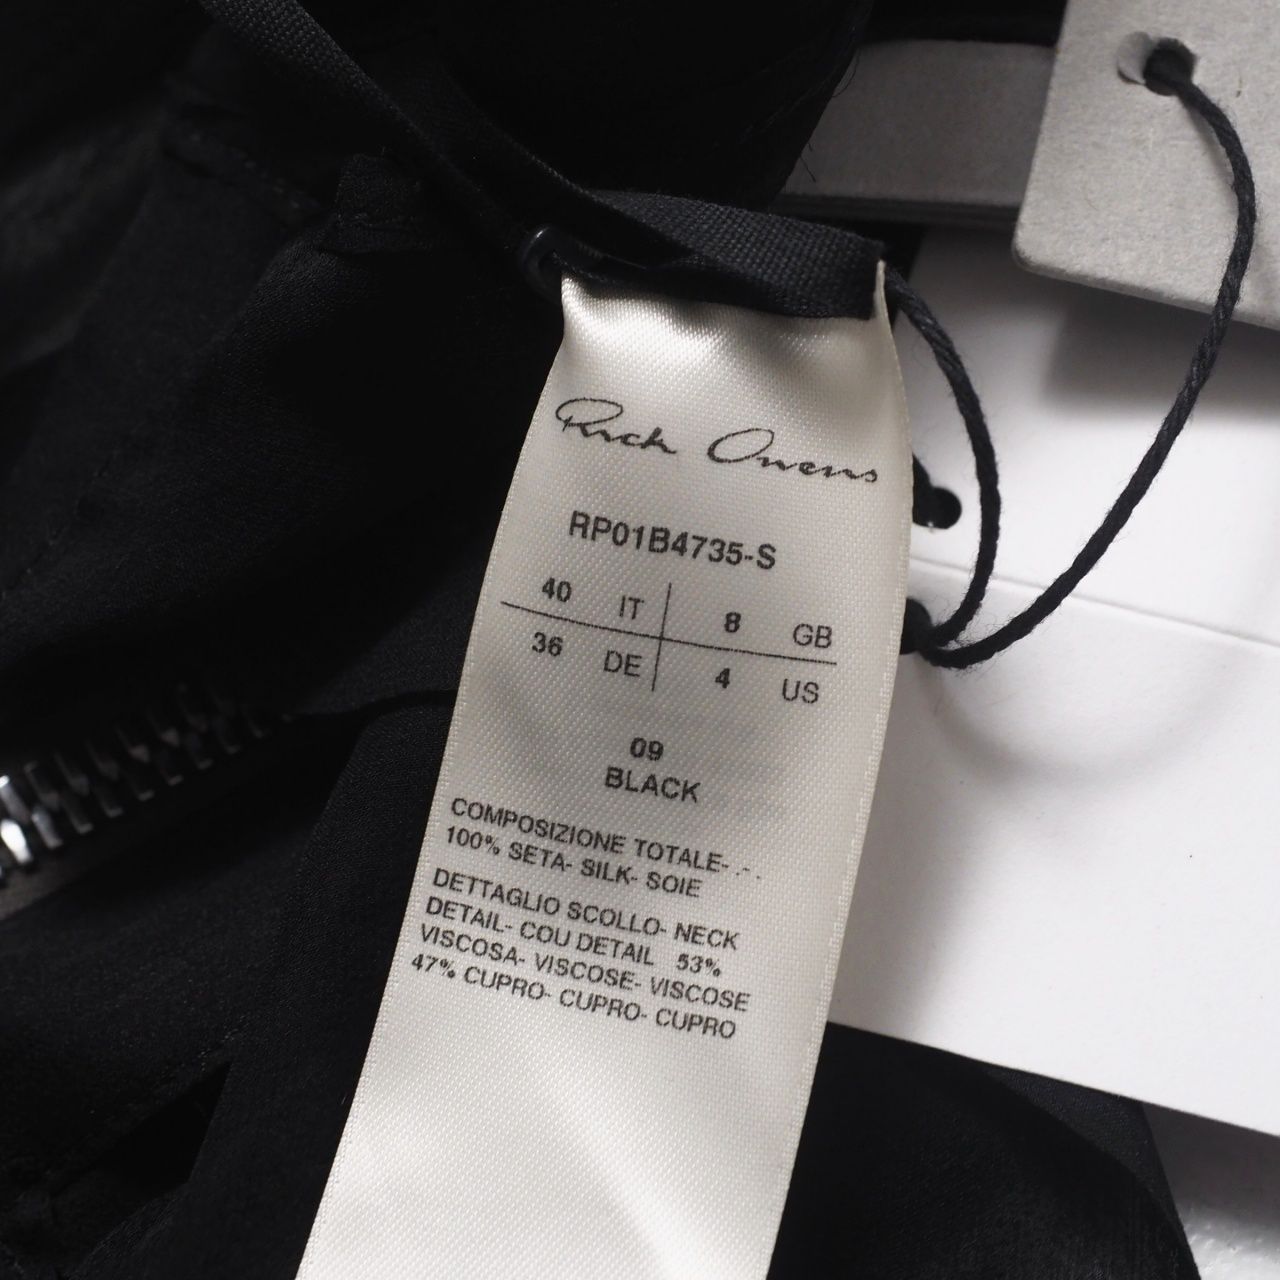 Rick Owens
RP01B4735-S
40 IT 8 GB
36 DE 4 US
09
BLACK
COMPOSIZIONE TOTALE- - -
100% SETA- SILK- SOIE
DETTAGLIO SCOLLO- NECK
DETAIL- COU DETAIL 53%
VISCOSA- VISCOSE- VISCOSE
47% CUPRO- CUPRO- CUPRO